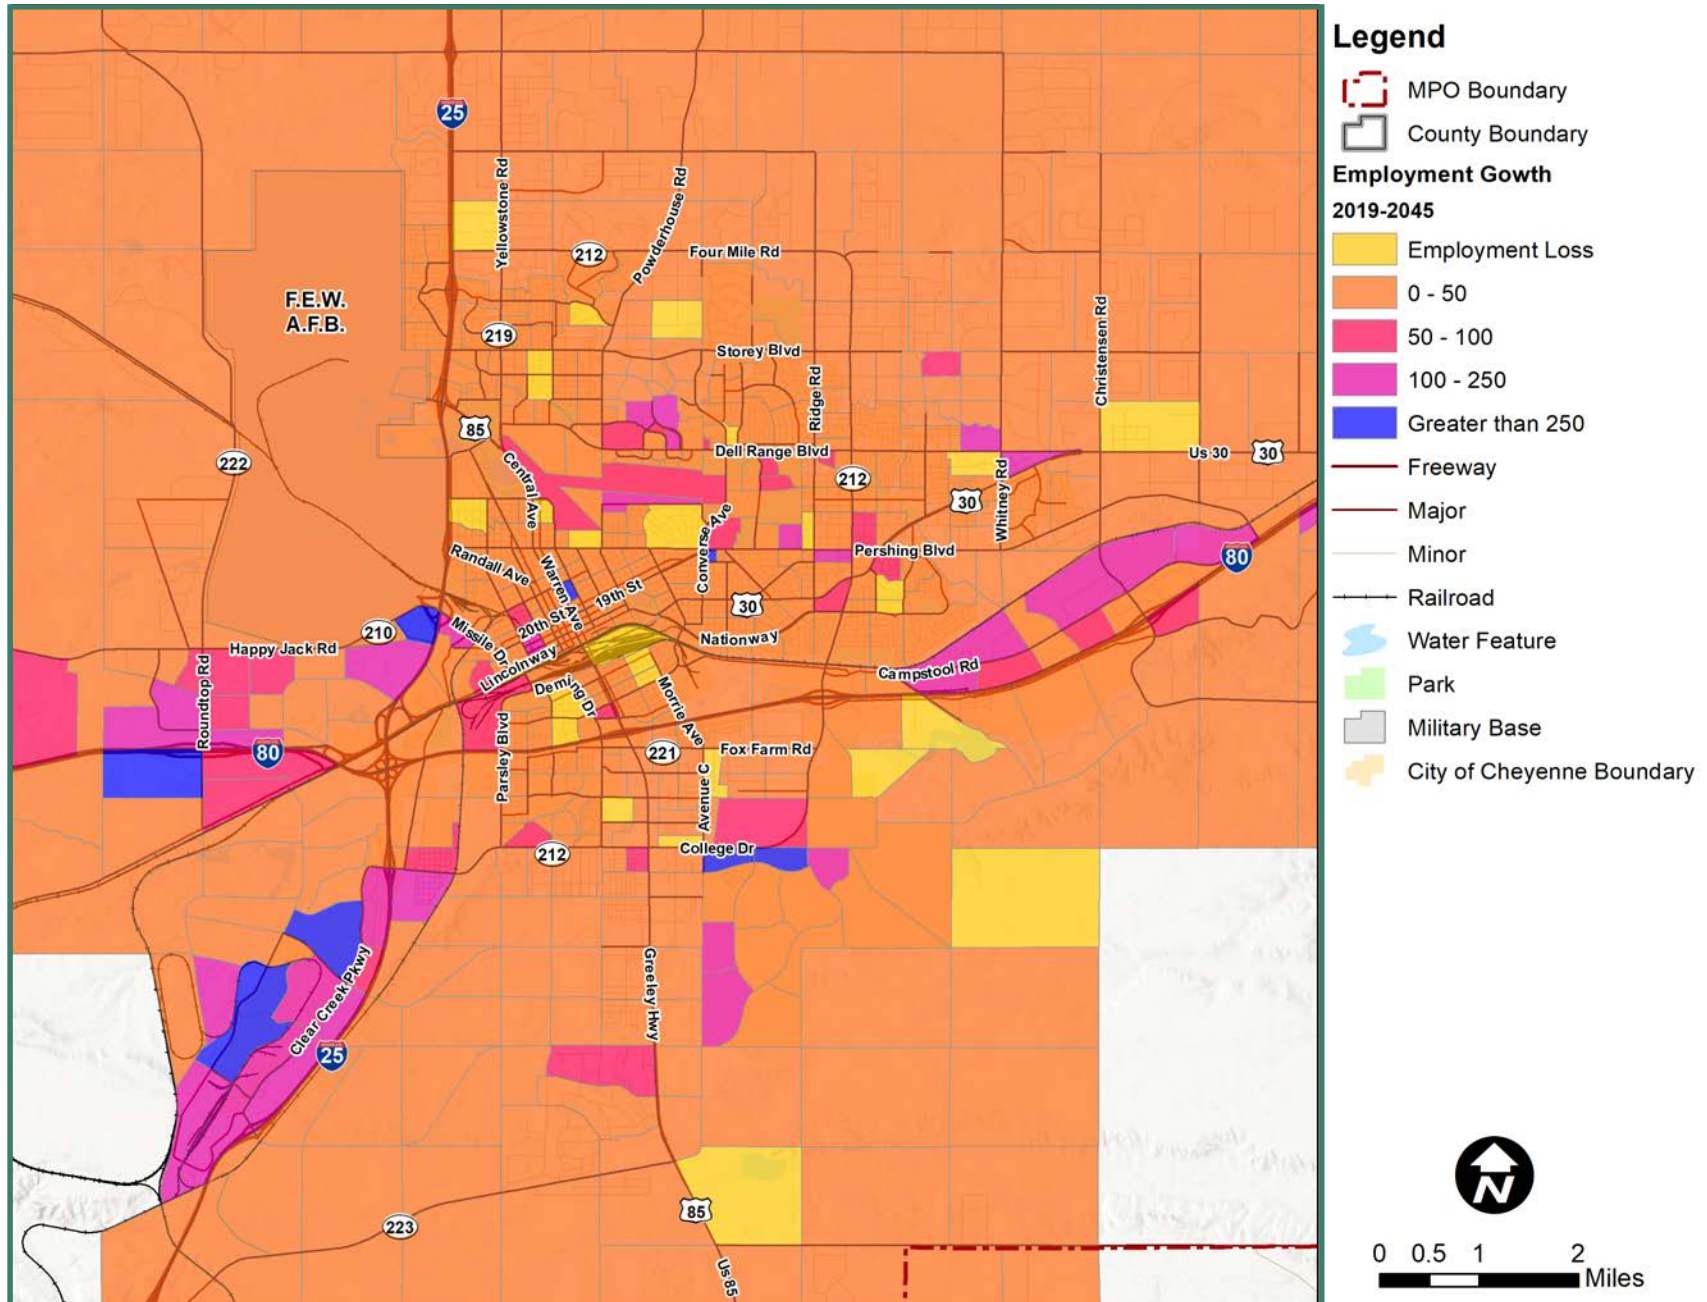 25
Yellowstone Rd
Powderhouse Rd
212
Four Mile Rd
F.E.W.
A.F.B.
219
Storey Blvd
Christensen Rd
Ridge Rd
85
Dell Range Blvd
Us 30
30
222
Central Ave
212
Whitney Rd
30
Converse Ave
Randall Ave
Pershing Blvd
80
Warren Ave
19th St
30
20th St
210
Missile Dr
Happy Jack Rd
Nationway
Lincolnway
Campstool Rd
Roundtop Rd
Deming Dr
Morrie Ave
Parsley Blvd
80
221
Fox Farm Rd
Avenue C
212
College Dr
Greeley Hwy
Clear Creek Pkwy
25
85
223
Us 85
Legend
MPO Boundary
County Boundary
Employment Gowth
2019-2045
Employment Loss
0 - 50
50 - 100
100 - 250
Greater than 250
Freeway
Major
Minor
Railroad
Water Feature
Park
Military Base
City of Cheyenne Boundary
N
0 0.5 1 2
Miles